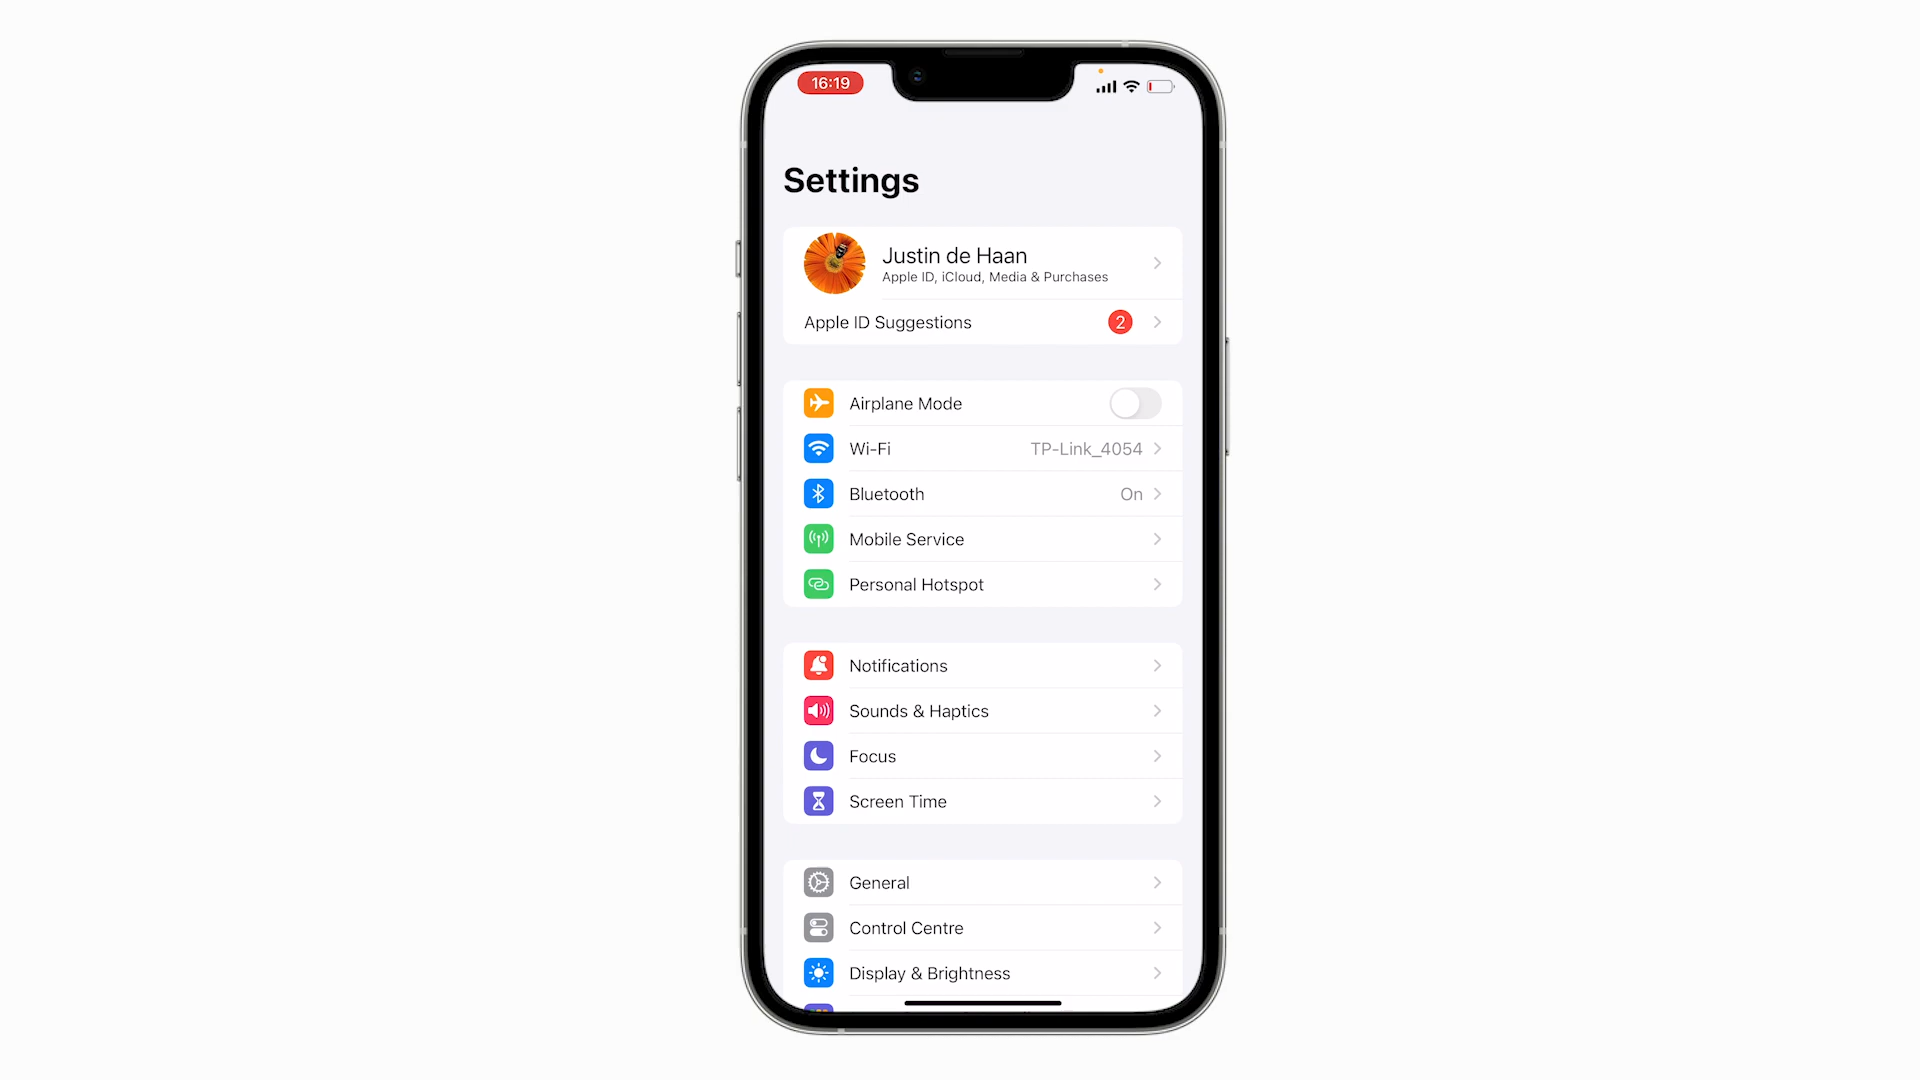 16:19
Settings
Justin de Haan
Apple ID, iCloud, Media & Purchases
Apple ID Suggestions 2
Airplane Mode
Wi-Fi TP-Link_4054
Bluetooth On
Mobile Service
Personal Hotspot
Notifications
Sounds & Haptics
Focus
Screen Time
General
Control Centre
Display & Brightness